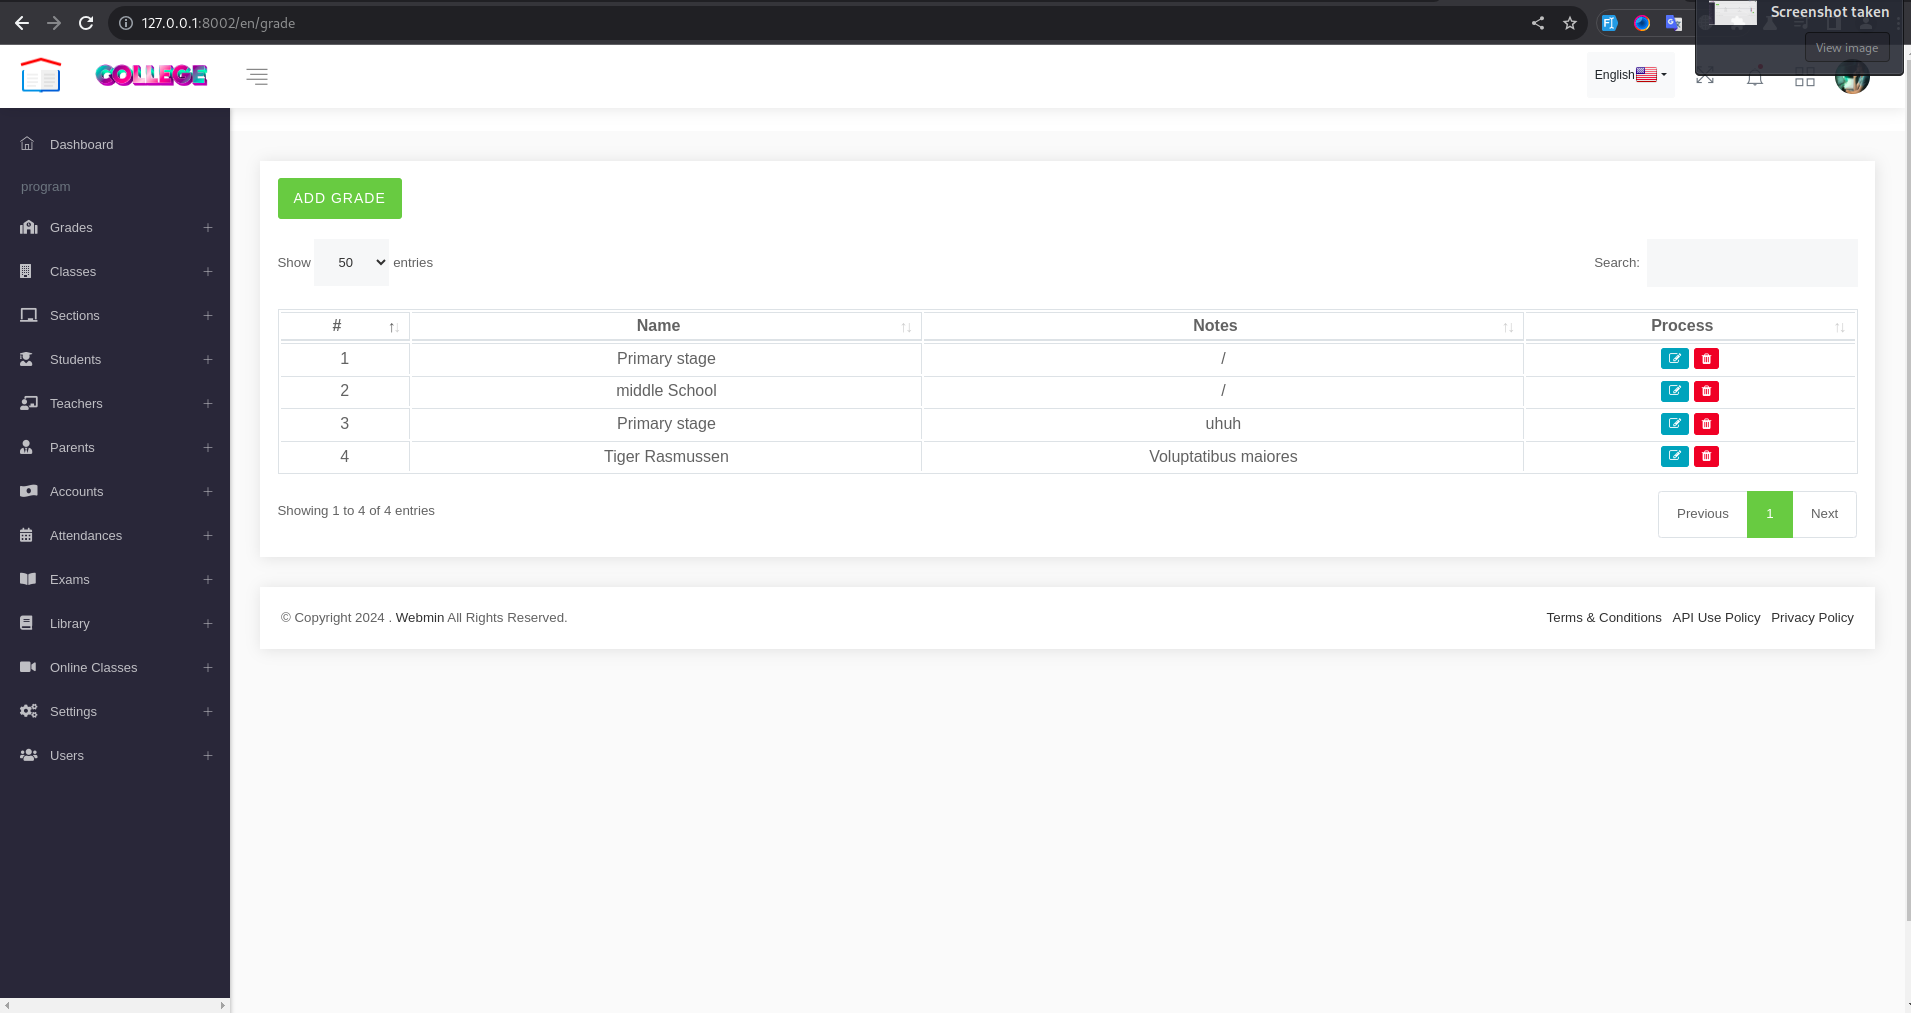 127.0.0.1:8002/en/grade
Screenshot taken
View image
COLLEGE
English
Dashboard
program
Grades
Classes
Sections
Students
Teachers
Parents
Accounts
Attendances
Exams
Library
Online Classes
Settings
Users
ADD GRADE
Show 50 entries
Search:
# Name Notes Process
1 Primary stage /
2 middle School /
3 Primary stage uhuh
4 Tiger Rasmussen Voluptatibus maiores
Showing 1 to 4 of 4 entries
Previous 1 Next
© Copyright 2024 . Webmin All Rights Reserved.
Terms & Conditions API Use Policy Privacy Policy